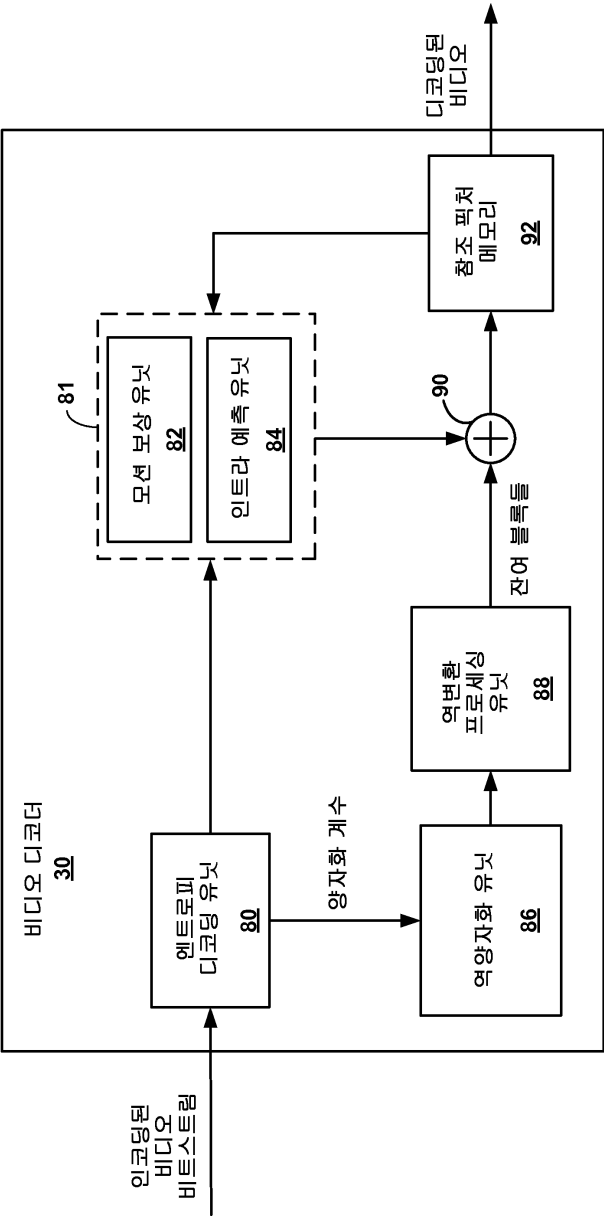 비디오 디코더
30
인코딩된
비디오
비트스트림
엔트로피
디코딩 유닛
80
81
모션 보상 유닛
82
인트라 예측 유닛
84
양자화 계수
역양자화 유닛
86
역변환
프로세싱
유닛
88
잔여 블록들
90
참조 픽처
메모리
92
디코딩된
비디오